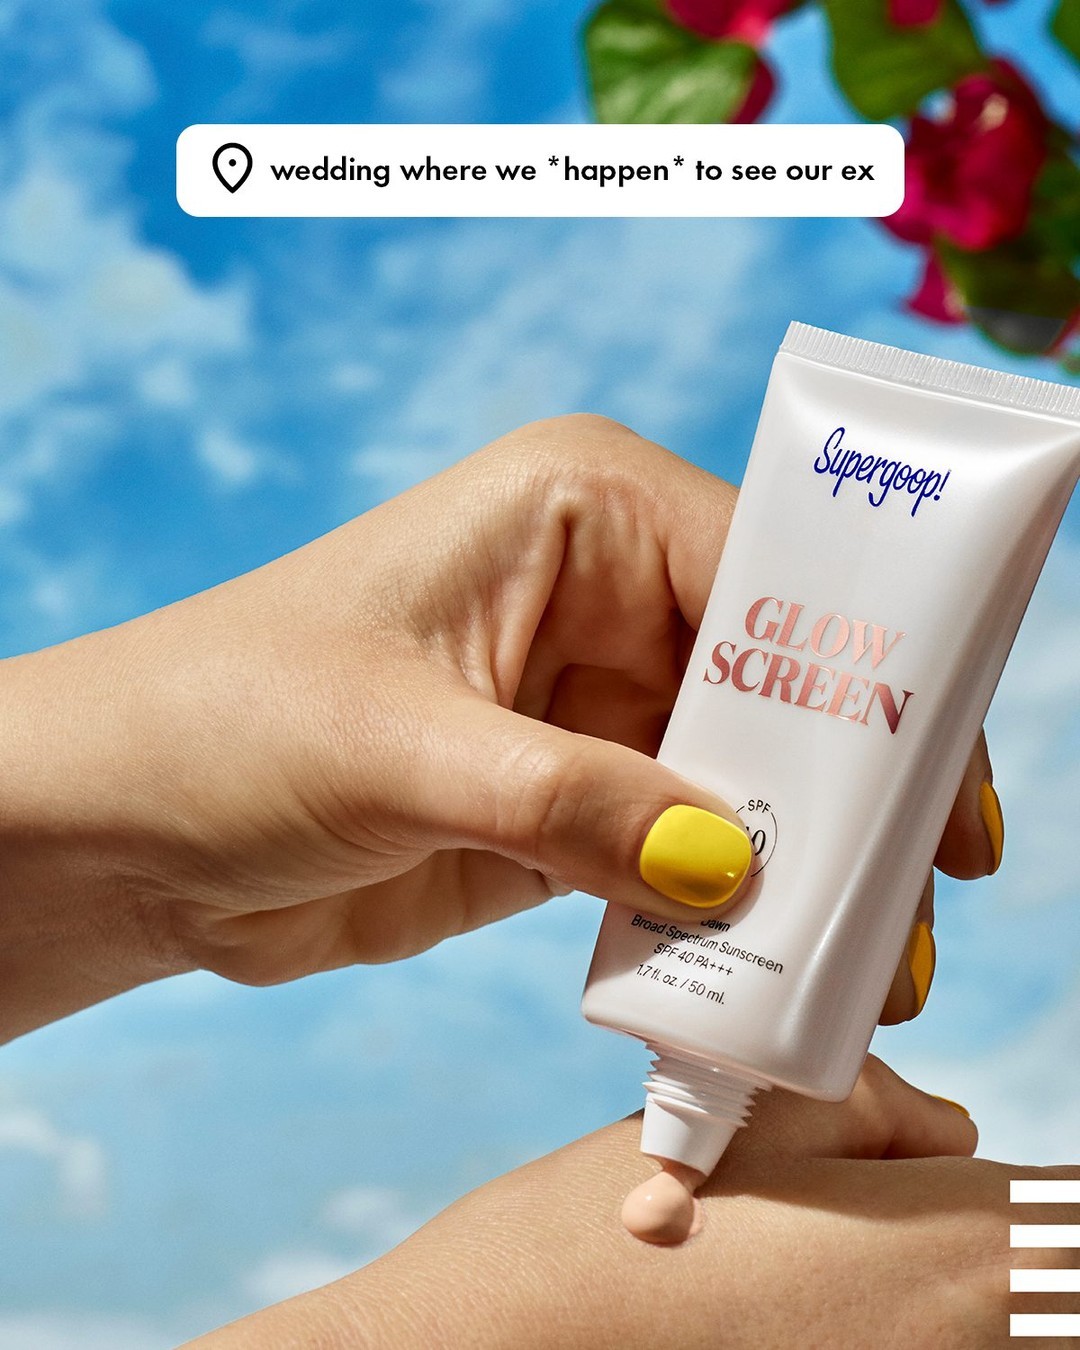 wedding where we *happen* to see our ex
Supergoop!
GLOW
SCREEN
SPF
Dawn
Broad Spectrum Sunscreen
SPF 40 PA+++
1.7 fl. oz. / 50 ml.